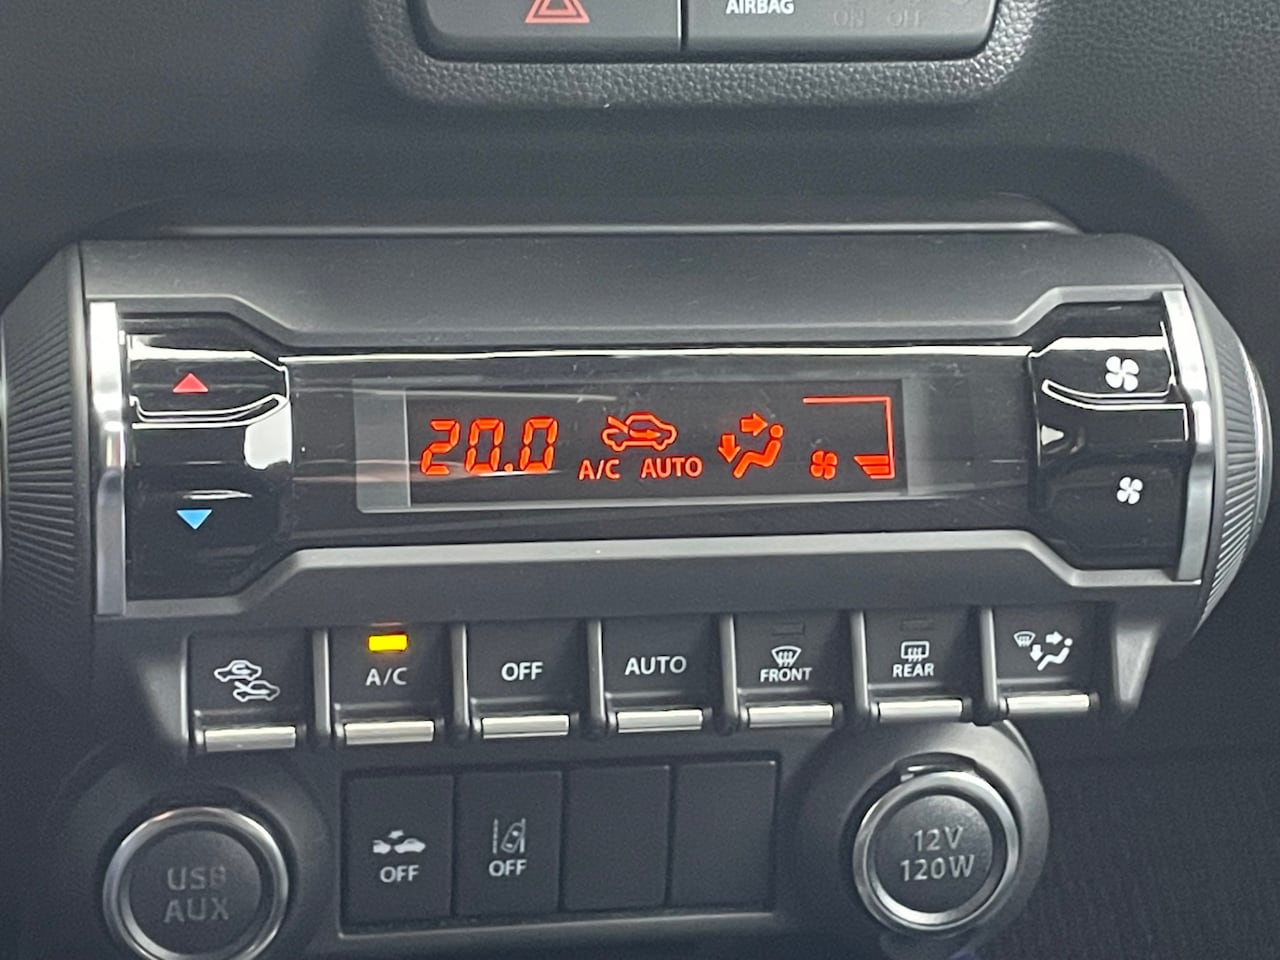 AIRBAG
ON OFF
20.0
A/C AUTO
A/C
OFF
AUTO
FRONT
REAR
USB
AUX
OFF
OFF
12V
120W